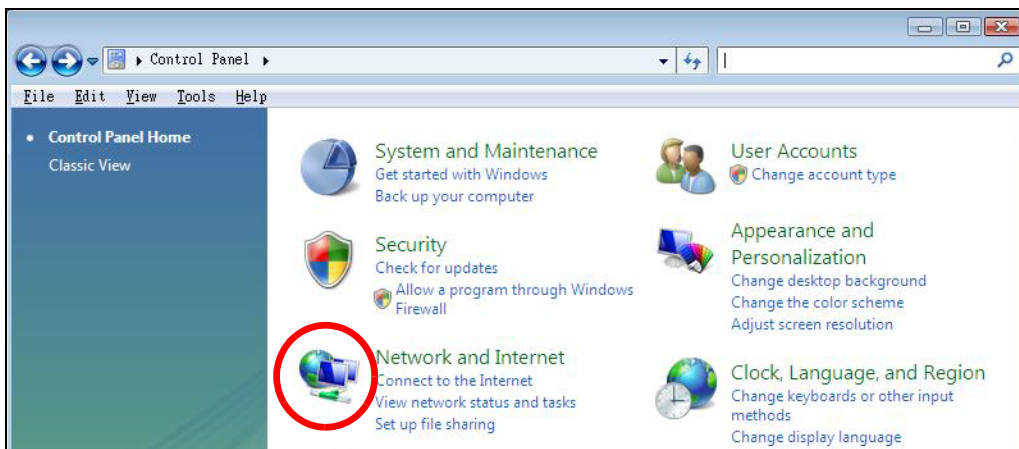 Control Panel
File Edit View Tools Help
Control Panel Home
Classic View
System and Maintenance
Get started with Windows
Back up your computer
Security
Check for updates
Allow a program through Windows
Firewall
Network and Internet
Connect to the Internet
View network status and tasks
Set up file sharing
User Accounts
Change account type
Appearance and
Personalization
Change desktop background
Change the color scheme
Adjust screen resolution
Clock, Language, and Region
Change keyboards or other input
methods
Change display language